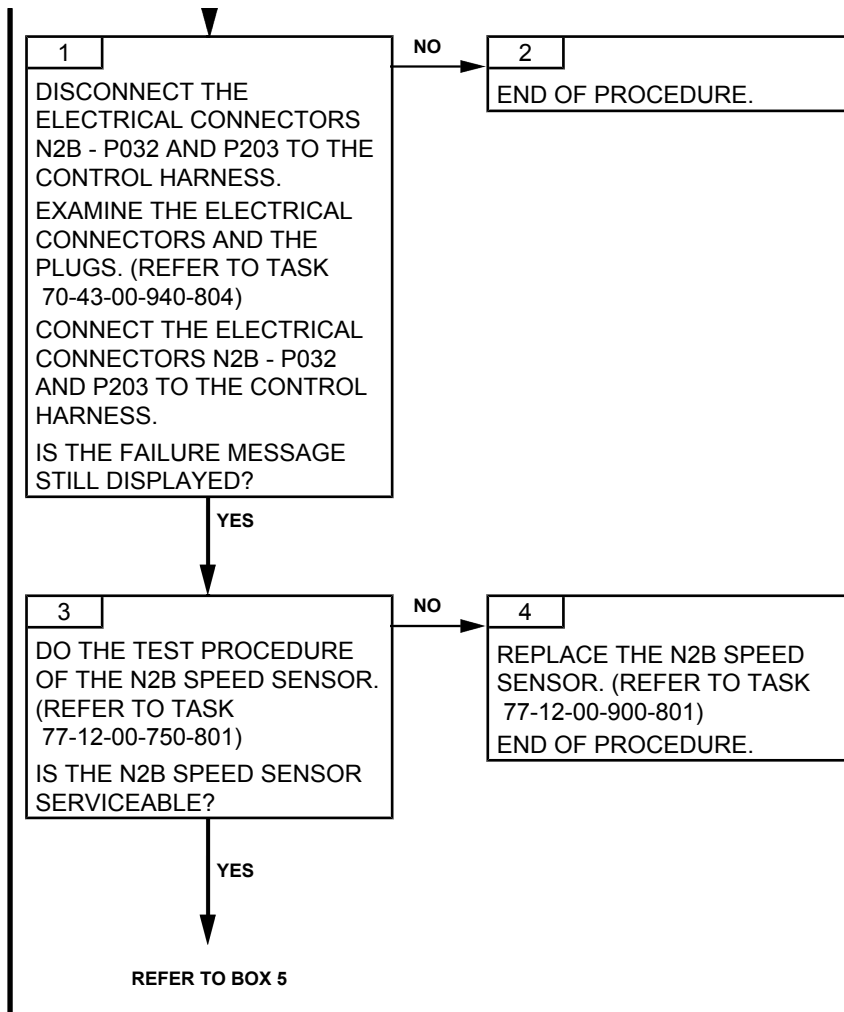 1
DISCONNECT THE
ELECTRICAL CONNECTORS
N2B - P032 AND P203 TO THE
CONTROL HARNESS.
EXAMINE THE ELECTRICAL
CONNECTORS AND THE
PLUGS. (REFER TO TASK
70-43-00-940-804)
CONNECT THE ELECTRICAL
CONNECTORS N2B - P032
AND P203 TO THE CONTROL
HARNESS.
IS THE FAILURE MESSAGE
STILL DISPLAYED?
NO
2
END OF PROCEDURE.
YES
3
DO THE TEST PROCEDURE
OF THE N2B SPEED SENSOR.
(REFER TO TASK
77-12-00-750-801)
IS THE N2B SPEED SENSOR
SERVICEABLE?
NO
4
REPLACE THE N2B SPEED
SENSOR. (REFER TO TASK
77-12-00-900-801)
END OF PROCEDURE.
YES
REFER TO BOX 5